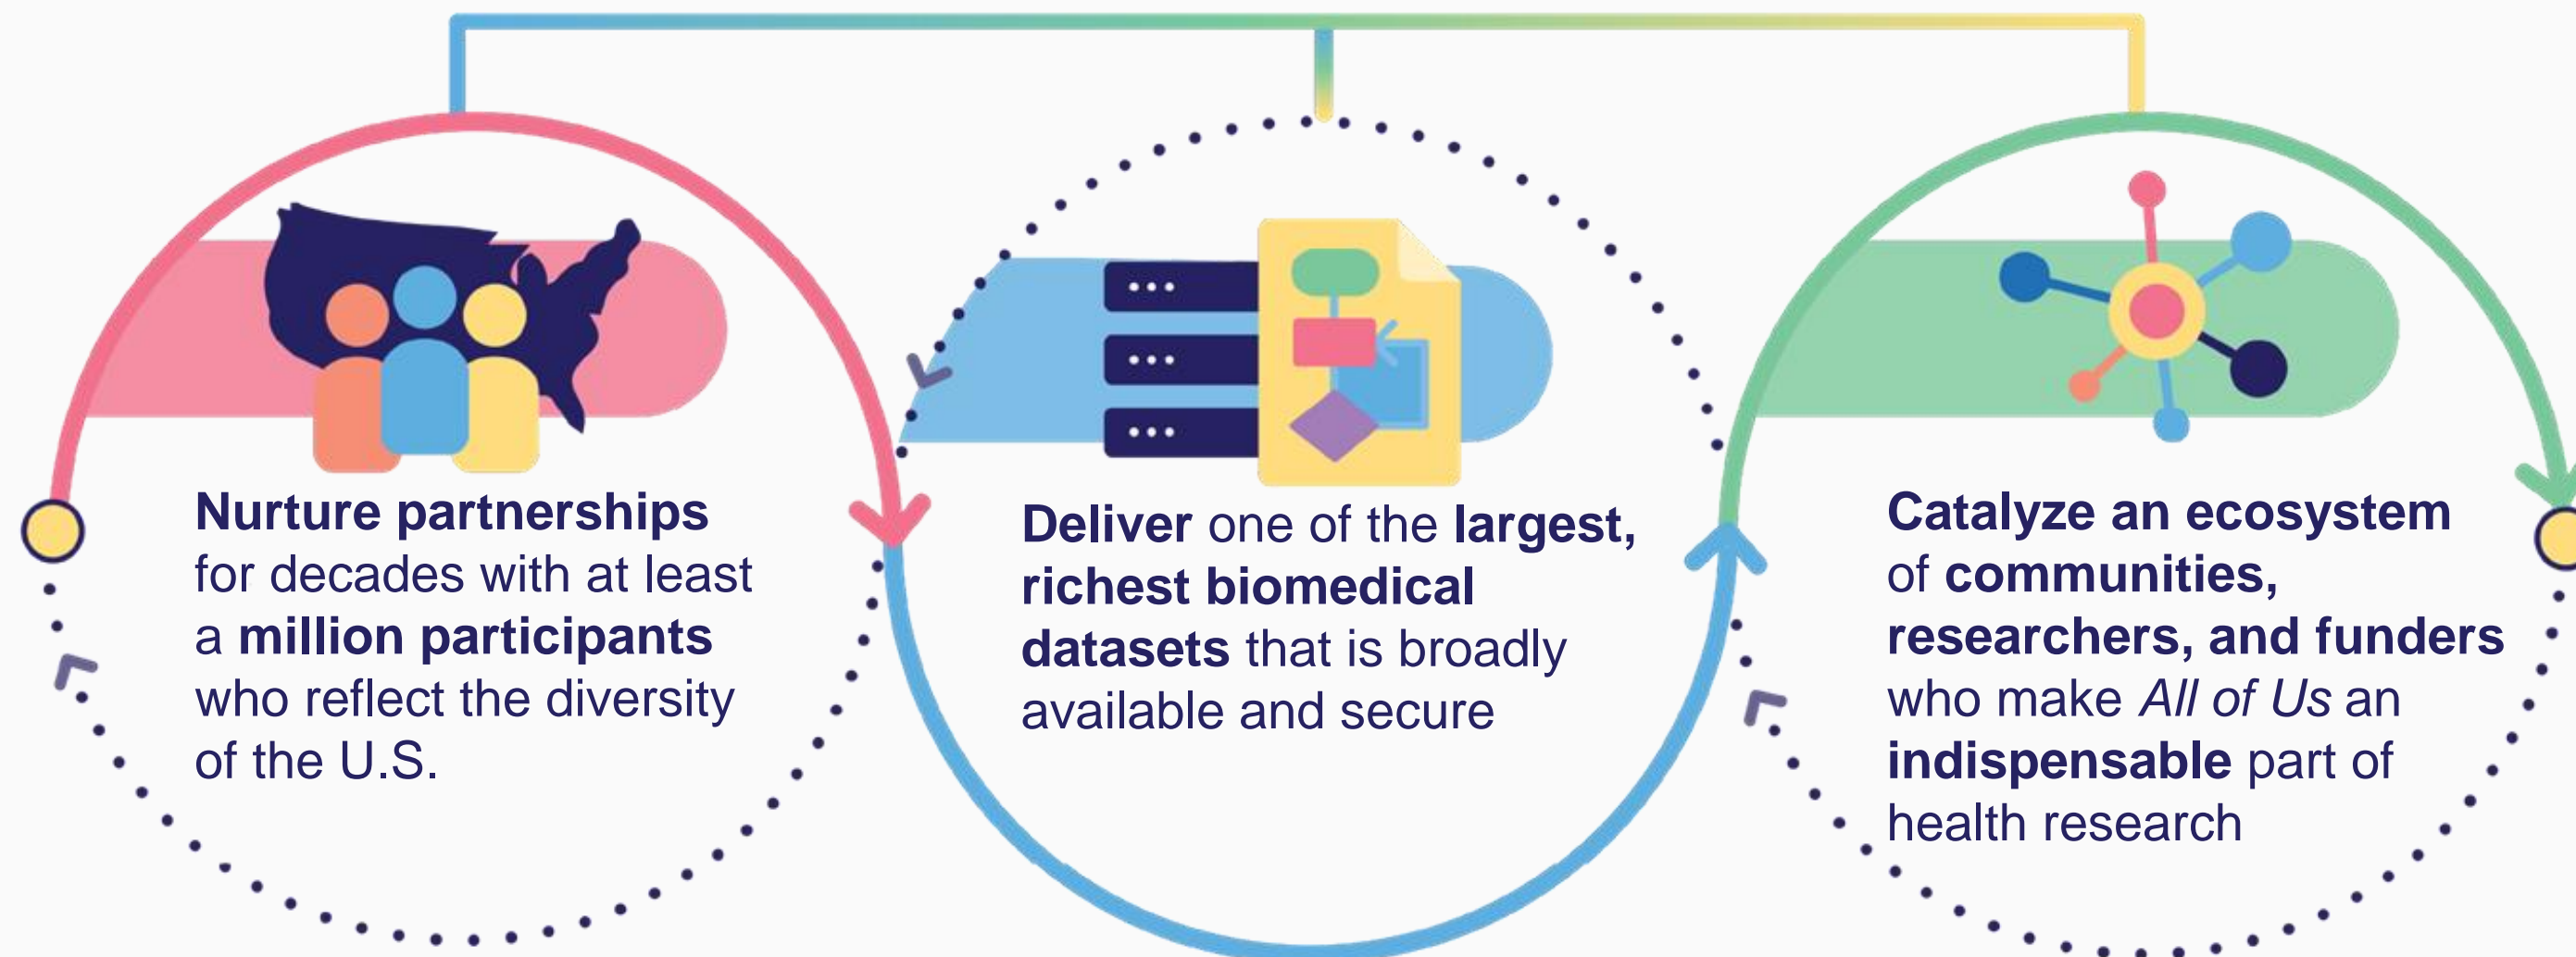 Nurture partnerships
for decades with at least
a million participants
who reflect the diversity
of the U.S.
Deliver one of the largest,
richest biomedical
datasets that is broadly
available and secure
Catalyze an ecosystem
of communities,
researchers, and funders
who make All of Us an
indispensable part of
health research